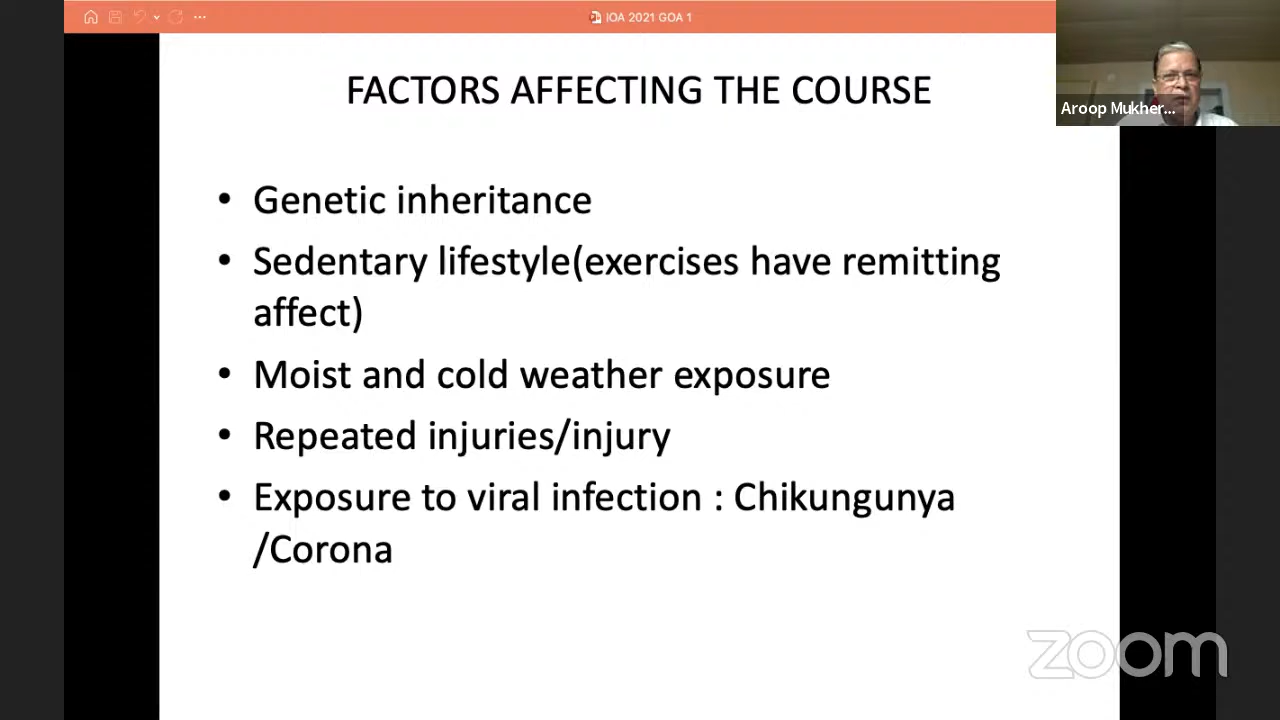 IOA 2021 GOA 1
Aroop Mukher...
FACTORS AFFECTING THE COURSE
• Genetic inheritance
• Sedentary lifestyle(exercises have remitting
affect)
• Moist and cold weather exposure
• Repeated injuries/injury
• Exposure to viral infection : Chikungunya
/Corona
zoom